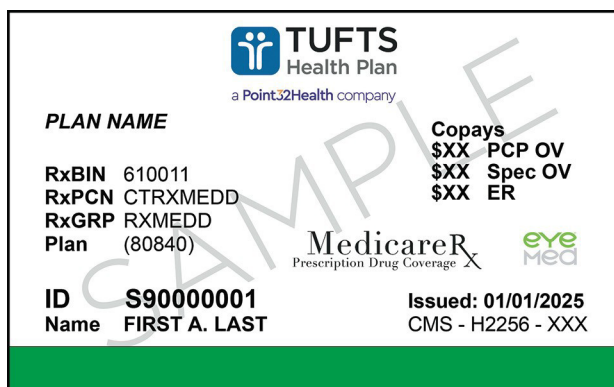 TUFTS
Health Plan
a Point32Health company
PLAN NAME
Copays
$XX PCP OV
$XX Spec OV
$XX ER
RxBIN 610011
RxPCN CTRXMEDD
RxGRP RXMEDD
Plan (80840)
MedicareRx
Prescription Drug Coverage
eye
Med
ID S90000001
Name FIRST A. LAST
Issued: 01/01/2025
CMS - H2256 - XXX
SAMPLE